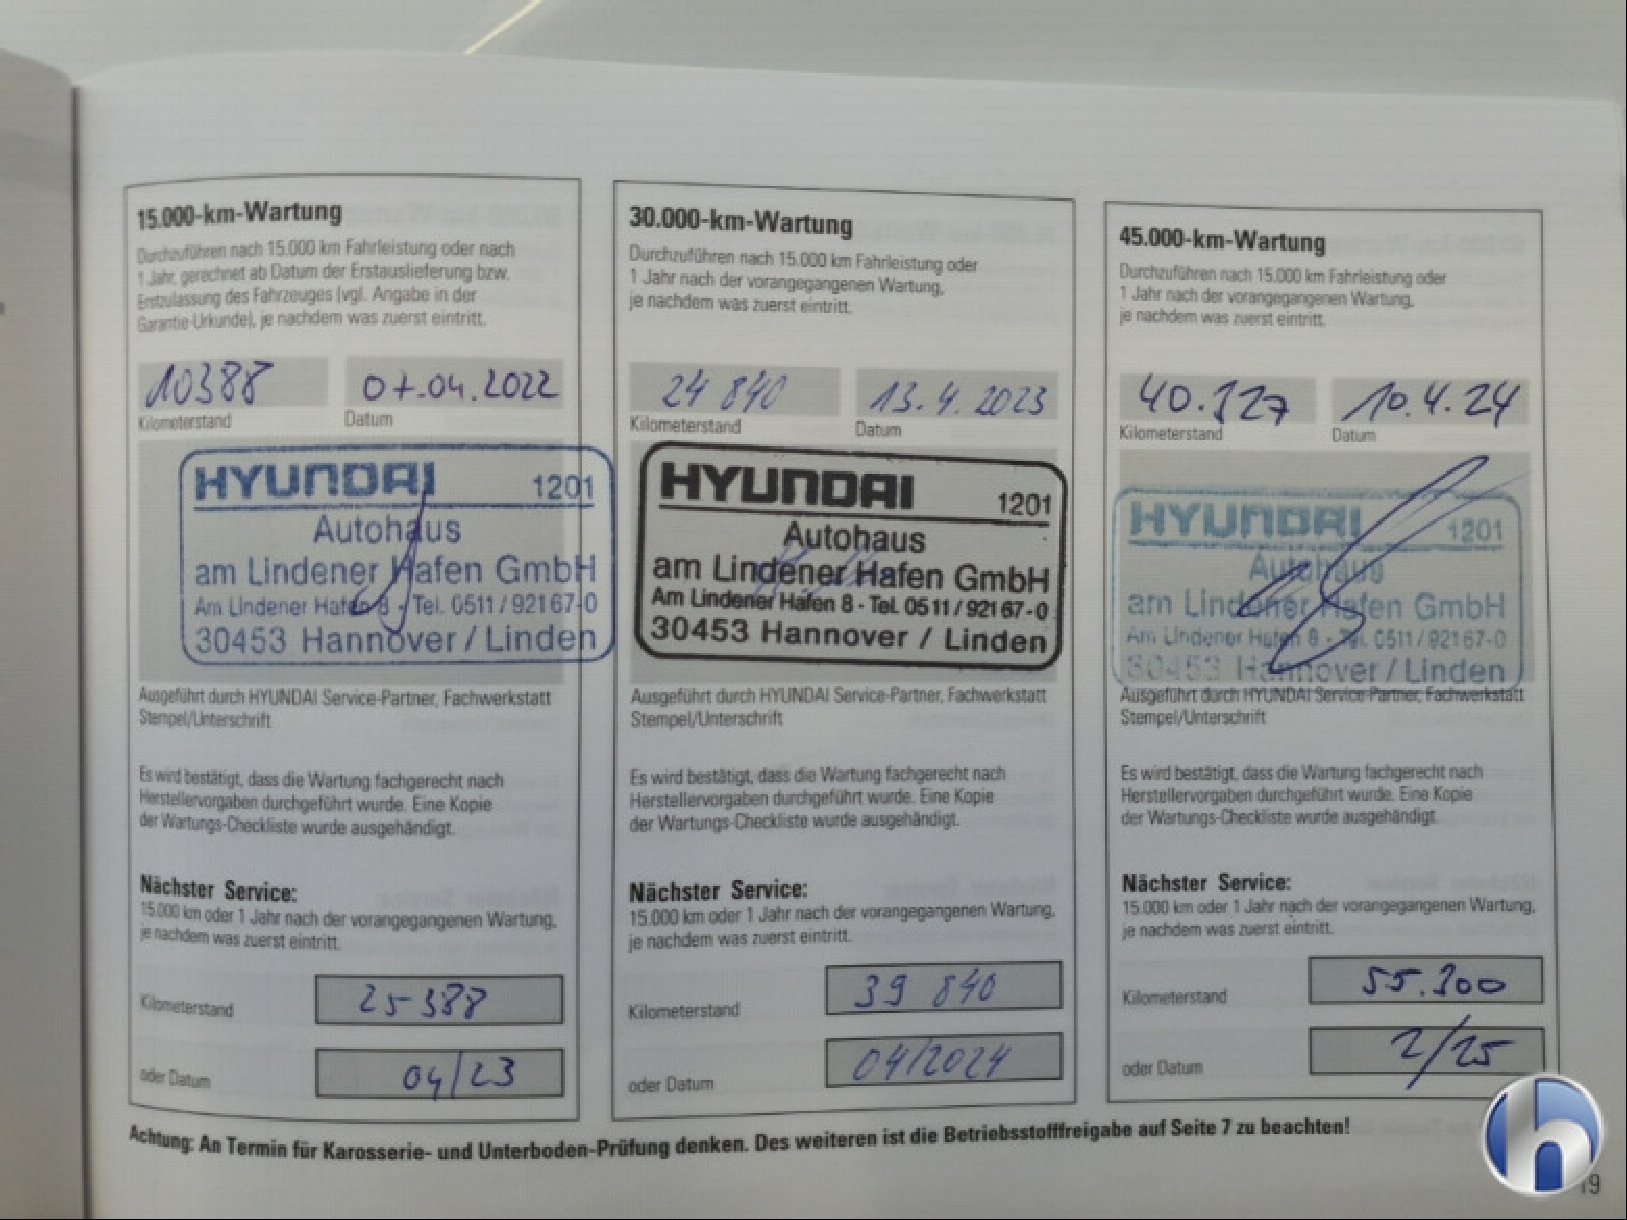 15.000-km-Wartung
Durchzuführen nach 15.000 km Fahrleistung oder nach
1 Jahr, gerechnet ab Datum der Erstauslieferung bzw.
Erstzulassung des Fahrzeuges (vgl. Angabe in der
Garantie-Urkunde), je nachdem was zuerst eintritt.
10388 07.04.2022
Kilometerstand Datum
HYUNDAI 1201
Autohaus
am Lindener Hafen GmbH
Am Lindener Hafen 8 - Tel. 0511/92167-0
30453 Hannover / Linden
Ausgeführt durch HYUNDAI Service-Partner, Fachwerkstatt
Stempel/Unterschrift
Es wird bestätigt, dass die Wartung fachgerecht nach
Herstellervorgaben durchgeführt wurde. Eine Kopie
der Wartungs-Checkliste wurde ausgehändigt.
Nächster Service:
15.000 km oder 1 Jahr nach der vorangegangenen Wartung,
je nachdem was zuerst eintritt.
Kilometerstand 25388
oder Datum 04/23
30.000-km-Wartung
Durchzuführen nach 15.000 km Fahrleistung oder
1 Jahr nach der vorangegangenen Wartung,
je nachdem was zuerst eintritt.
24 840 13.4.2023
Kilometerstand Datum
HYUNDAI 1201
Autohaus
am Lindener Hafen GmbH
Am Lindener Hafen 8 - Tel. 0511/92167-0
30453 Hannover / Linden
Ausgeführt durch HYUNDAI Service-Partner, Fachwerkstatt
Stempel/Unterschrift
Es wird bestätigt, dass die Wartung fachgerecht nach
Herstellervorgaben durchgeführt wurde. Eine Kopie
der Wartungs-Checkliste wurde ausgehändigt.
Nächster Service:
15.000 km oder 1 Jahr nach der vorangegangenen Wartung,
je nachdem was zuerst eintritt.
Kilometerstand 39 840
oder Datum 04/2024
45.000-km-Wartung
Durchzuführen nach 15.000 km Fahrleistung oder
1 Jahr nach der vorangegangenen Wartung,
je nachdem was zuerst eintritt.
10.4.24
Kilometerstand Datum
HYUNDAI 1201
Autohaus
am Lindener Hafen GmbH
Am Lindener Hafen 8 - Tel. 0511/92167-0
30453 Hannover / Linden
Ausgeführt durch HYUNDAI Service-Partner, Fachwerkstatt
Stempel/Unterschrift
Es wird bestätigt, dass die Wartung fachgerecht nach
Herstellervorgaben durchgeführt wurde. Eine Kopie
der Wartungs-Checkliste wurde ausgehändigt.
Nächster Service:
15.000 km oder 1 Jahr nach der vorangegangenen Wartung,
je nachdem was zuerst eintritt.
Kilometerstand 55.300
oder Datum 2/25
Achtung: An Termin für Karosserie- und Unterboden-Prüfung denken. Des weiteren ist die Betriebsstofffreigabe auf Seite 7 zu beachten!
h
19